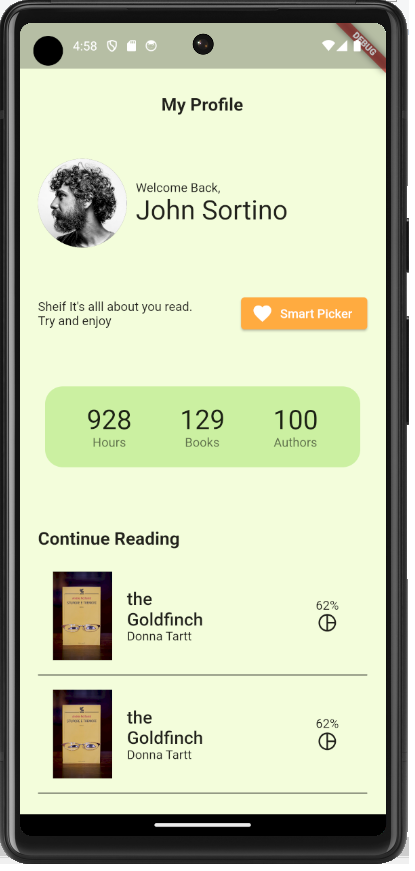 4:58
DEBUG
My Profile
Welcome Back,
John Sortino
Sheif It's alll about you read.
Try and enjoy
Smart Picker
928
129
100
Hours
Books
Authors
Continue Reading
the
Goldfinch
Donna Tartt
62%
the
Goldfinch
Donna Tartt
62%